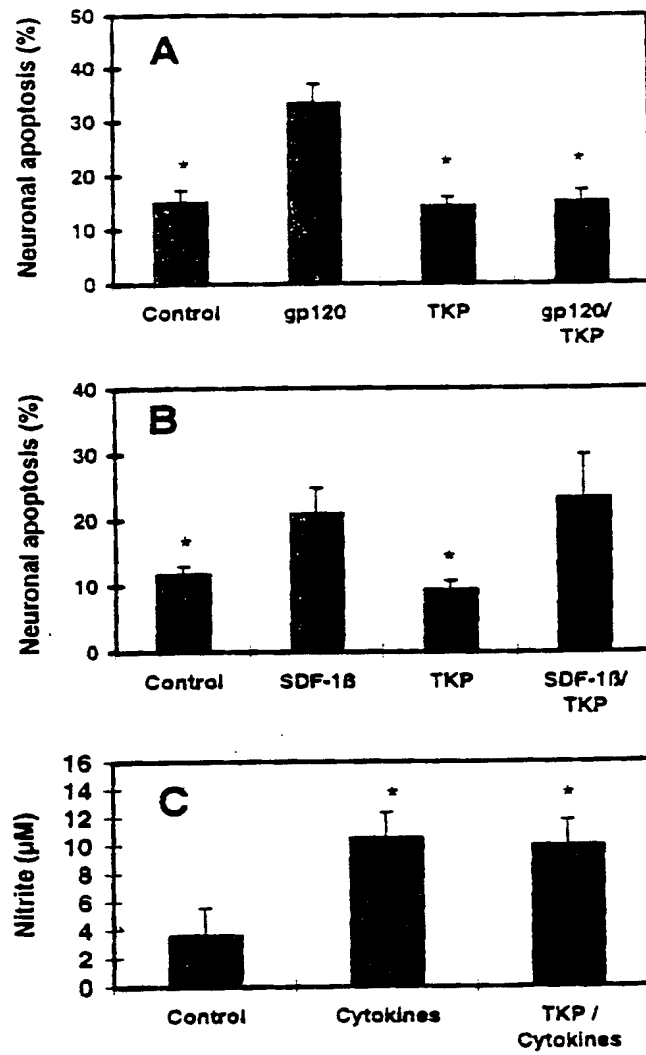 A
Neuronal apoptosis (%)
50
40
30
20
10
0
* * *
Control gp120 TKP gp120/
TKP
B
Neuronal apoptosis (%)
40
30
20
10
0
* *
Control SDF-1ß TKP SDF-1ß/
TKP
C
Nitrite (µM)
16
14
12
10
8
6
4
2
0
* *
Control Cytokines TKP /
Cytokines